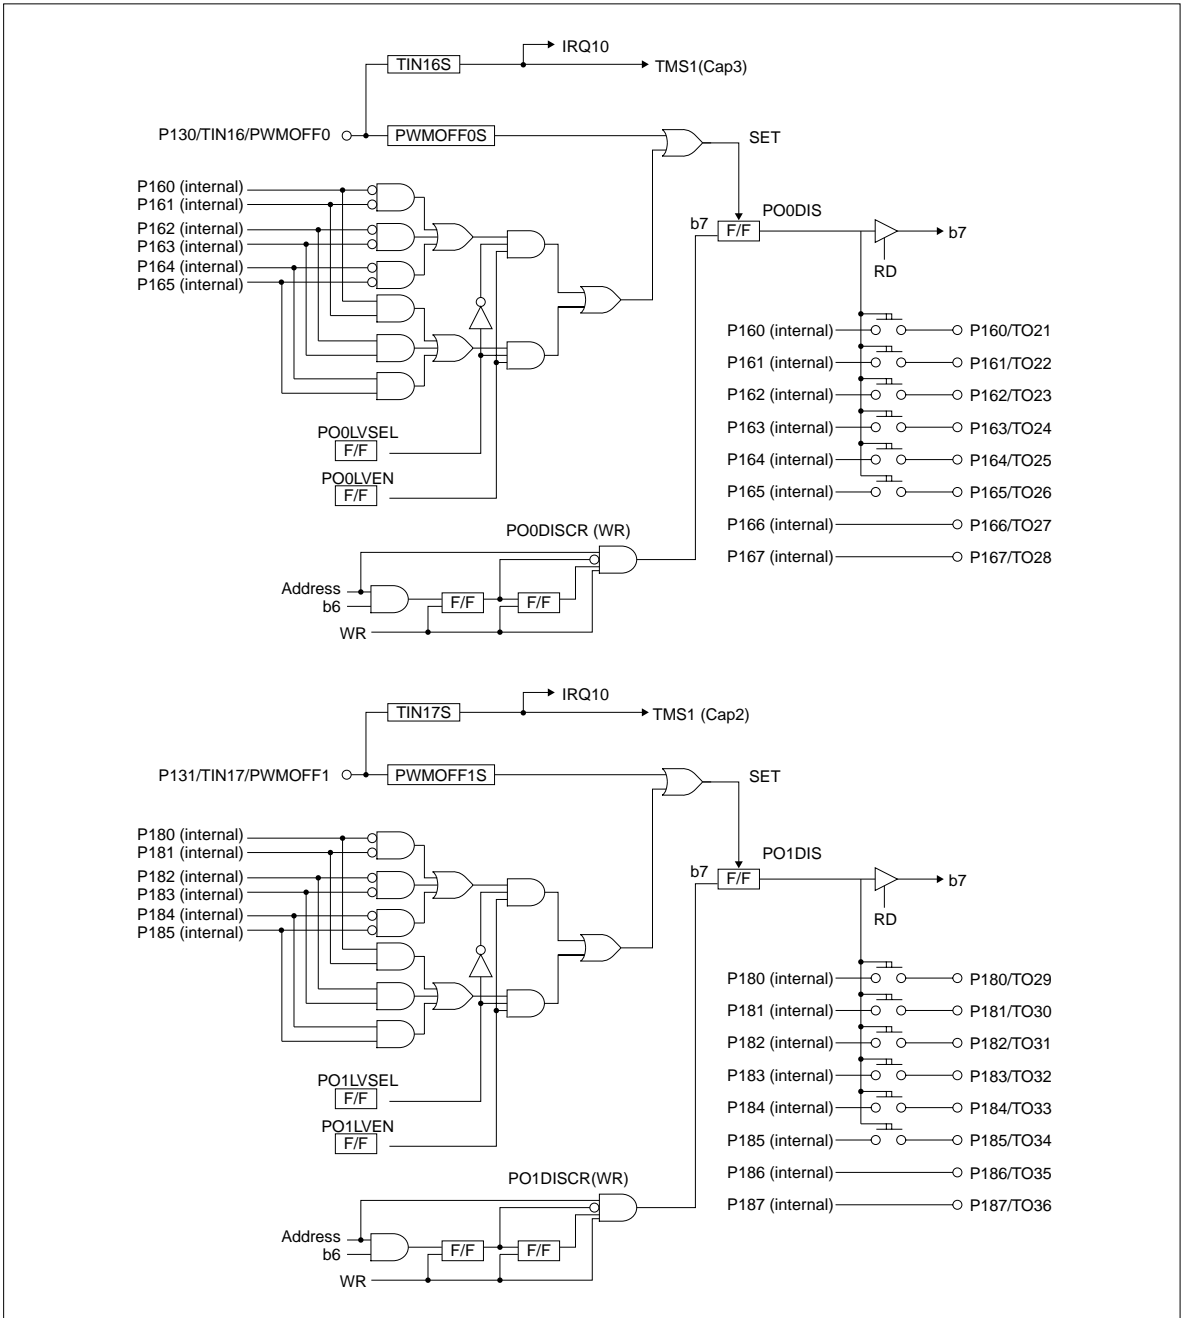 IRQ10
TIN16S
TMS1(Cap3)
P130/TIN16/PWMOFF0
PWMOFF0S
SET
P160 (internal)
P161 (internal)
P162 (internal)
P163 (internal)
P164 (internal)
P165 (internal)
PO0DIS
b7
F/F
b7
RD
PO0LVSEL
F/F
PO0LVEN
F/F
P160 (internal)
P160/TO21
P161 (internal)
P161/TO22
P162 (internal)
P162/TO23
P163 (internal)
P163/TO24
P164 (internal)
P164/TO25
P165 (internal)
P165/TO26
P166 (internal)
P166/TO27
P167 (internal)
P167/TO28
PO0DISCR (WR)
Address
b6
F/F
F/F
WR
IRQ10
TIN17S
TMS1 (Cap2)
P131/TIN17/PWMOFF1
PWMOFF1S
SET
P180 (internal)
P181 (internal)
P182 (internal)
P183 (internal)
P184 (internal)
P185 (internal)
PO1DIS
b7
F/F
b7
RD
PO1LVSEL
F/F
PO1LVEN
F/F
P180 (internal)
P180/TO29
P181 (internal)
P181/TO30
P182 (internal)
P182/TO31
P183 (internal)
P183/TO32
P184 (internal)
P184/TO33
P185 (internal)
P185/TO34
P186 (internal)
P186/TO35
P187 (internal)
P187/TO36
PO1DISCR(WR)
Address
b6
F/F
F/F
WR